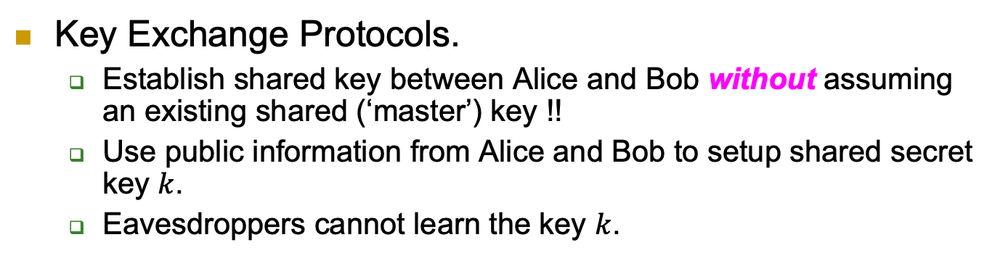 Key Exchange Protocols.
Establish shared key between Alice and Bob without assuming
an existing shared (‘master’) key !!
Use public information from Alice and Bob to setup shared secret
key k.
Eavesdroppers cannot learn the key k.